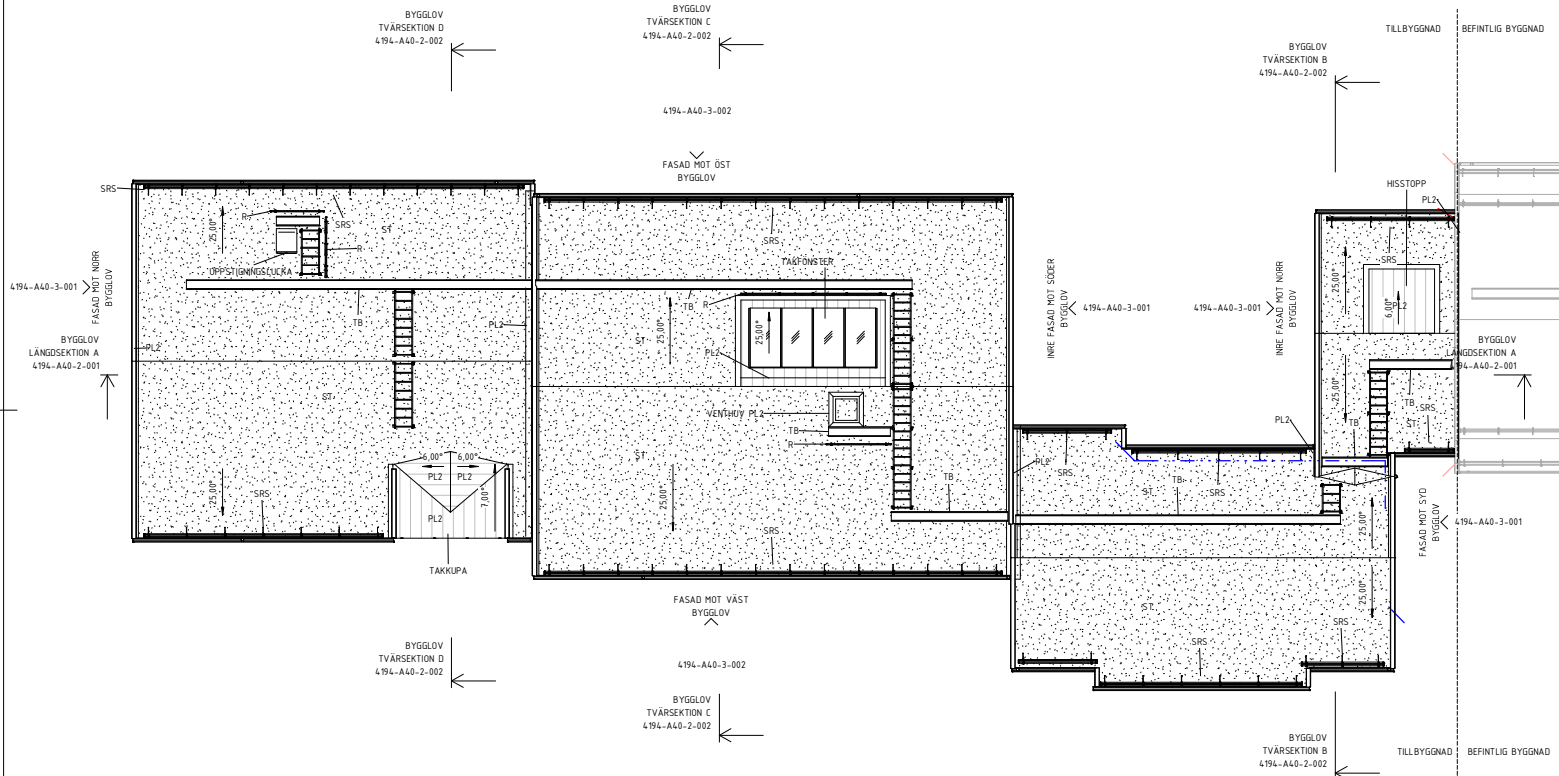 BYGGLOV
TVÄRSEKTION D
4194-A40-2-002
BYGGLOV
TVÄRSEKTION C
4194-A40-2-002
TILLBYGGNAD
BEFINTLIG BYGGNAD
BYGGLOV
TVÄRSEKTION B
4194-A40-2-002
4194-A40-3-002
FASAD MOT ÖST
BYGGLOV
HISSTOPP
PL2
SRS
R
25,00°
SRS
ST
R
SRS
SRS
UPPSTIGNINGSLUCKA
TAKFÖNSTER
4194-A40-3-001
FASAD MOT NORR
BYGGLOV
TB
PL2
PL2
TB
R
25,00°
25,00°
ST
PL2
INRE FASAD MOT SÖDER
BYGGLOV
4194-A40-3-001
4194-A40-3-001
INRE FASAD MOT NORR
BYGGLOV
25,00°
6,00°
PL2
BYGGLOV
LÄNGDSEKTION A
4194-A40-2-001
BYGGLOV
LÄNGDSEKTION A
4194-A40-2-001
ST
VENTHUV PL2
TB
R
25,00°
TB
SRS
ST
PL2
TB
6,00°
6,00°
PL2
PL2
7,00°
PL2
25,00°
SRS
ST
25,00°
SRS
TB
PL2
SRS
ST
TB
SRS
25,00°
FASAD MOT SYD
BYGGLOV
4194-A40-3-001
TAKKUPA
FASAD MOT VÄST
BYGGLOV
ST
25,00°
SRS
SRS
4194-A40-3-002
BYGGLOV
TVÄRSEKTION D
4194-A40-2-002
BYGGLOV
TVÄRSEKTION C
4194-A40-2-002
BYGGLOV
TVÄRSEKTION B
4194-A40-2-002
TILLBYGGNAD
BEFINTLIG BYGGNAD